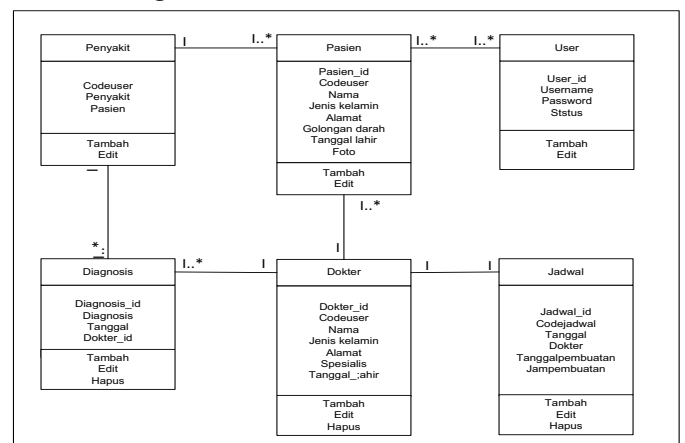 Penyakit
Codeuser
Penyakit
Pasien
Tambah
Edit
1
1..*
Pasien
Pasien_id
Codeuser
Nama
Jenis kelamin
Alamat
Golongan darah
Tanggal lahir
Foto
Tambah
Edit
1..*
1..*
User
User_id
Username
Password
Ststus
Tambah
Edit
1
1..*
1..*
1
Diagnosis
Diagnosis_id
Diagnosis
Tanggal
Dokter_id
Tambah
Edit
Hapus
1..*
1
Dokter
Dokter_id
Codeuser
Nama
Jenis kelamin
Alamat
Spesialis
Tanggal_;ahir
Tambah
Edit
Hapus
1
1
Jadwal
Jadwal_id
Codejadwal
Tanggal
Dokter
Tanggalpembuatan
Jampembuatan
Tambah
Edit
Hapus